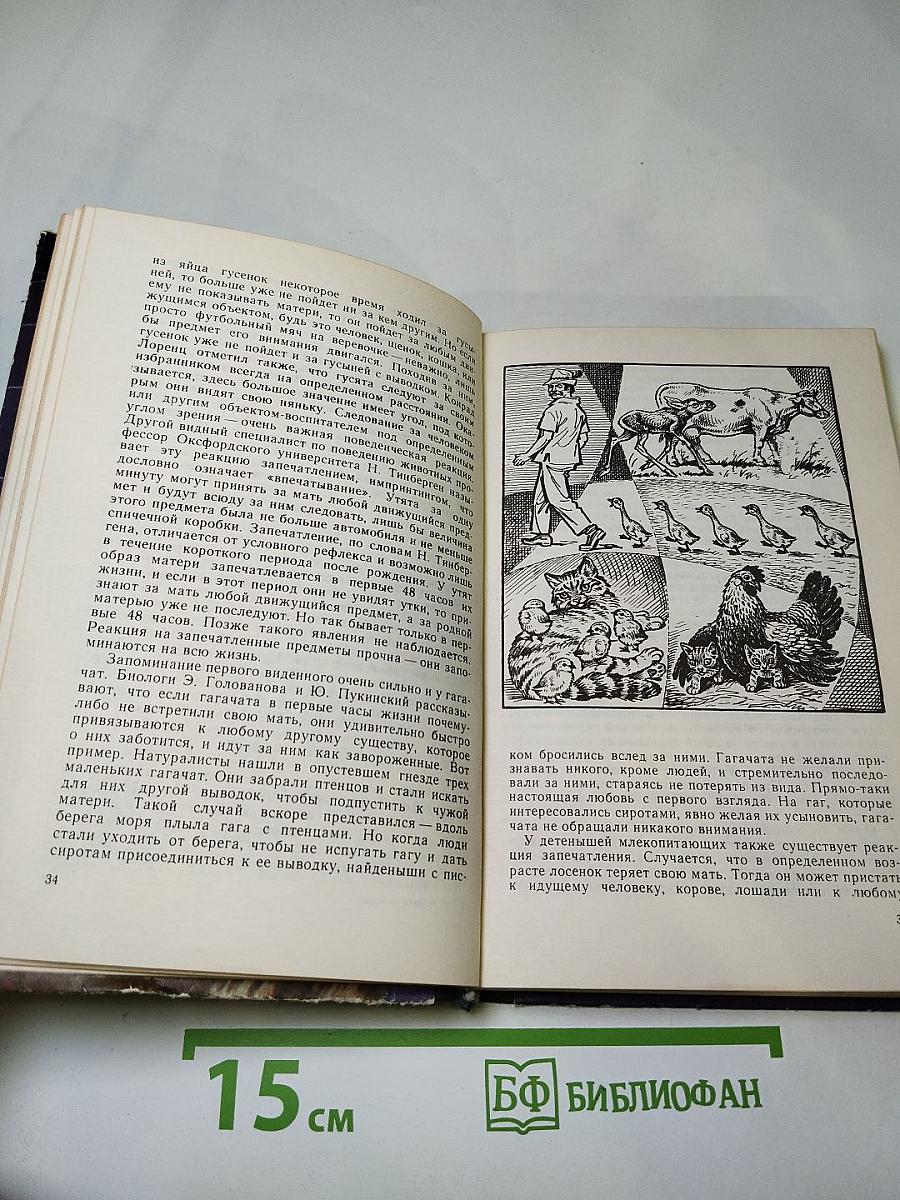 из яйца гусенок некоторое время ходил за гусы-
ней, то больше уже не пойдет ни за кем другим. Но если
ему не показывать матери, то он пойдет за любым дви-
жущимся объектом, будь это человек, щенок, кошка, или
просто футбольный мяч на веревочке — неважно, лишь
бы предмет его внимания двигался. Походив за ним
гусенок уже не пойдет и за гусыней с выводком. Конрад
Лоренц отметил также, что гусята следуют за своим
избранником всегда на определенном расстоянии. Ока-
зывается, здесь большое значение имеет угол, под кото-
рым они видят свою няньку. Следование за человеком
или другим объектом-воспитателем под определенным
углом зрения — очень важная поведенческая реакция.
Другой видный специалист по поведению животных про-
фессор Оксфордского университета Н. Тинберген назы-
вает эту реакцию запечатлением, импринтингом, что
дословно означает «впечатывание». Утята за одну
минуту могут принять за мать любой движущийся пред-
мет и будут всюду за ним следовать, лишь бы величина
этого предмета была не больше автомобиля и не меньше
спичечной коробки. Запечатление, по словам Н. Тинбер-
гена, отличается от условного рефлекса и возможно лишь
в течение короткого периода после рождения. У утят
образ матери запечатлевается в первые 48 часов их
жизни, и если в этот период они не увидят утки, то при-
знают за мать любой движущийся предмет, а за родной
матерью уже не последуют. Но так бывает только в пер-
вые 48 часов. Позже такого явления не наблюдается.
Реакция на запечатленные предметы прочна — они запо-
минаются на всю жизнь.
Запоминание первого виденного очень сильно и у гага-
чат. Биологи Э. Голованова и Ю. Пукинский рассказы-
вают, что если гагачата в первые часы жизни почему-
либо не встретили свою мать, они удивительно быстро
привязываются к любому другому существу, которое
о них заботится, и идут за ним как завороженные. Вот
пример. Натуралисты нашли в опустевшем гнезде трех
маленьких гагачат. Они забрали птенцов и стали искать
для них другой выводок, чтобы подпустить к чужой
матери. Такой случай вскоре представился — вдоль
берега моря плыла гага с птенцами. Но когда люди
стали уходить от берега, чтобы не испугать гагу и дать
сиротам присоединиться к ее выводку, найденыши с пис-
34
ком бросились вслед за ними. Гагачата не желали при-
знавать никого, кроме людей, и стремительно последо-
вали за ними, стараясь не потерять из вида. Прямо-таки
настоящая любовь с первого взгляда. На гаг, которые
интересовались сиротами, явно желая их усыновить, гага-
чата не обращали никакого внимания.
У детенышей млекопитающих также существует реак-
ция запечатления. Случается, что в определенном воз-
расте лосенок теряет свою мать. Тогда он может пристать
к идущему человеку, корове, лошади или к любому
3
15 см
БФ БИБЛИОФАН